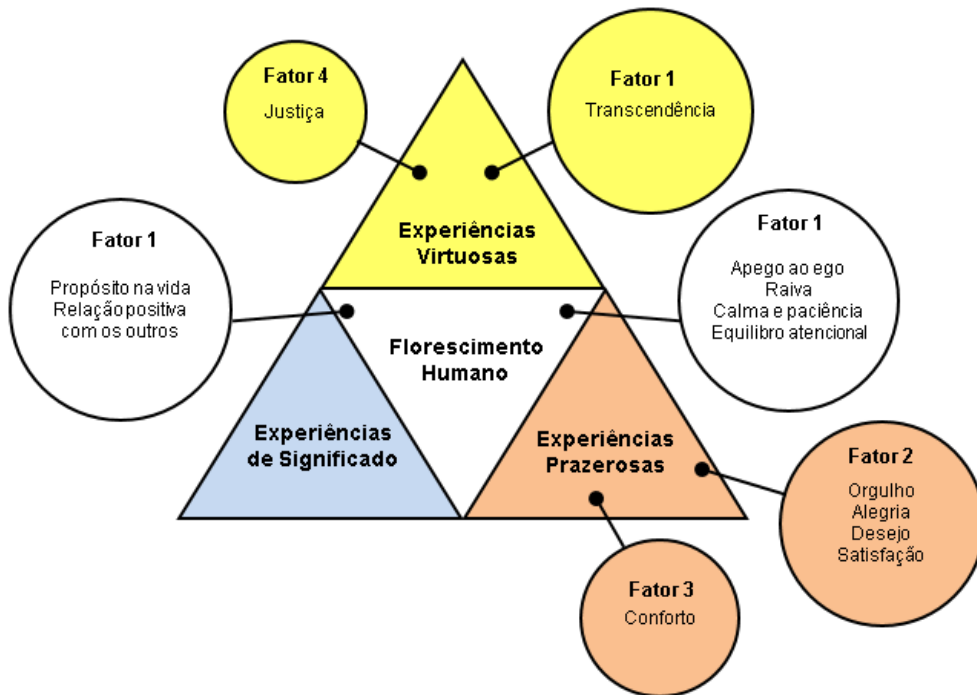 Fator 4
Justiça
Fator 1
Transcendência
Experiências
Virtuosas
Fator 1
Propósito na vida
Relação positiva
com os outros
Fator 1
Apego ao ego
Raiva
Calma e paciência
Equilibro atencional
Florescimento
Humano
Experiências
de Significado
Experiências
Prazerosas
Fator 2
Orgulho
Alegria
Desejo
Satisfação
Fator 3
Conforto